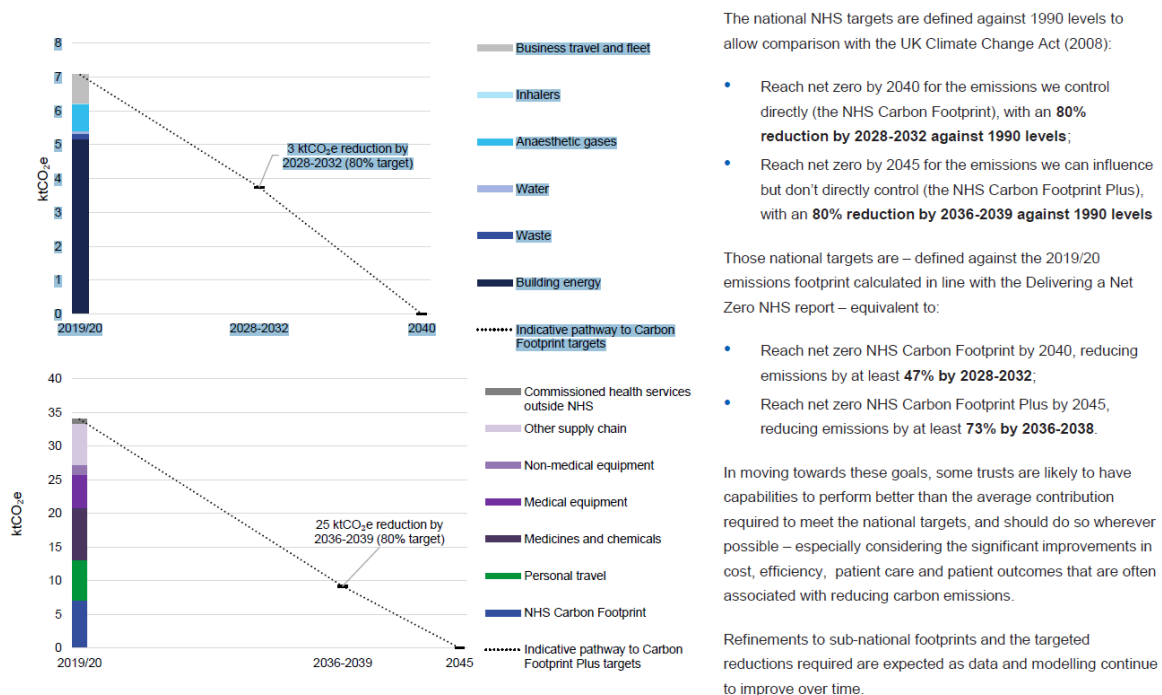 8
7
6
5
4
3
2
1
0
ktCO₂e
2019/20
2028-2032
2040
3 ktCO₂e reduction by
2028-2032 (80% target)
Business travel and fleet
Inhalers
Anaesthetic gases
Water
Waste
Building energy
Indicative pathway to Carbon
Footprint targets
40
35
30
25
20
15
10
5
0
ktCO₂e
2019/20
2036-2039
2045
25 ktCO₂e reduction by
2036-2039 (80% target)
Commissioned health services
outside NHS
Other supply chain
Non-medical equipment
Medical equipment
Medicines and chemicals
Personal travel
NHS Carbon Footprint
Indicative pathway to Carbon
Footprint Plus targets
The national NHS targets are defined against 1990 levels to
allow comparison with the UK Climate Change Act (2008):
• Reach net zero by 2040 for the emissions we control
directly (the NHS Carbon Footprint), with an 80%
reduction by 2028-2032 against 1990 levels;
• Reach net zero by 2045 for the emissions we can influence
but don't directly control (the NHS Carbon Footprint Plus),
with an 80% reduction by 2036-2039 against 1990 levels
Those national targets are – defined against the 2019/20
emissions footprint calculated in line with the Delivering a Net
Zero NHS report – equivalent to:
• Reach net zero NHS Carbon Footprint by 2040, reducing
emissions by at least 47% by 2028-2032;
• Reach net zero NHS Carbon Footprint Plus by 2045,
reducing emissions by at least 73% by 2036-2038.
In moving towards these goals, some trusts are likely to have
capabilities to perform better than the average contribution
required to meet the national targets, and should do so wherever
possible – especially considering the significant improvements in
cost, efficiency, patient care and patient outcomes that are often
associated with reducing carbon emissions.
Refinements to sub-national footprints and the targeted
reductions required are expected as data and modelling continue
to improve over time.